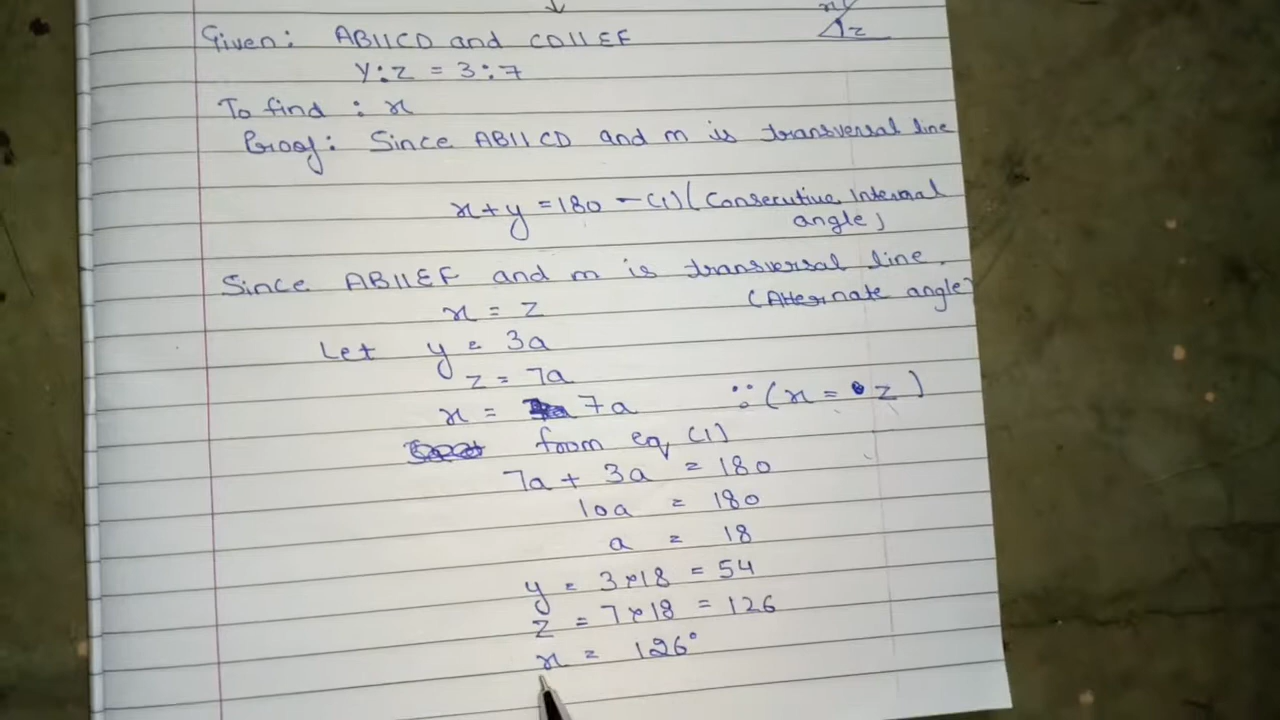 x
z
Given: AB||CD and CD||EF
y:z = 3:7
To find : x
Proof: Since AB||CD and m is transversal line
x+y = 180 —(1) (Consecutive Internal
angle)
Since AB||EF and m is transversal line.
x = z (Alternate angle)
Let y = 3a
z = 7a
x = 7a ∵ (x = z)
from eq (1)
7a + 3a = 180
10a = 180
a = 18
y = 3×18 = 54
z = 7×18 = 126
x = 126°